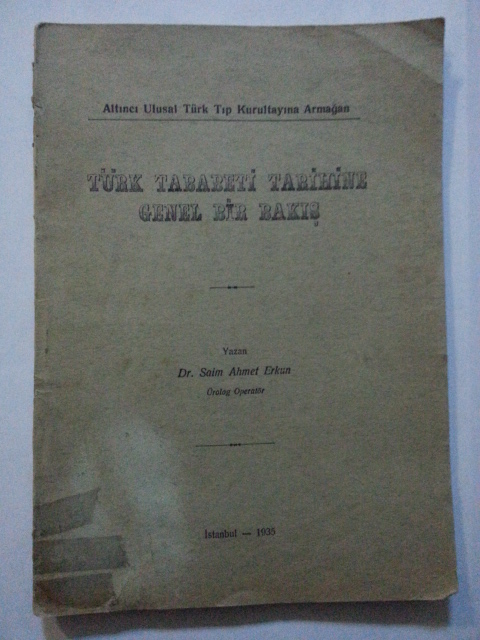 Altıncı Ulusal Türk Tıp Kurultayına Armağan
TÜRK TABABETİ TARİHİNE
GENEL BİR BAKIŞ
Yazan
Dr. Saim Ahmet Erkun
Ürolog-Operatör
İstanbul — 1935